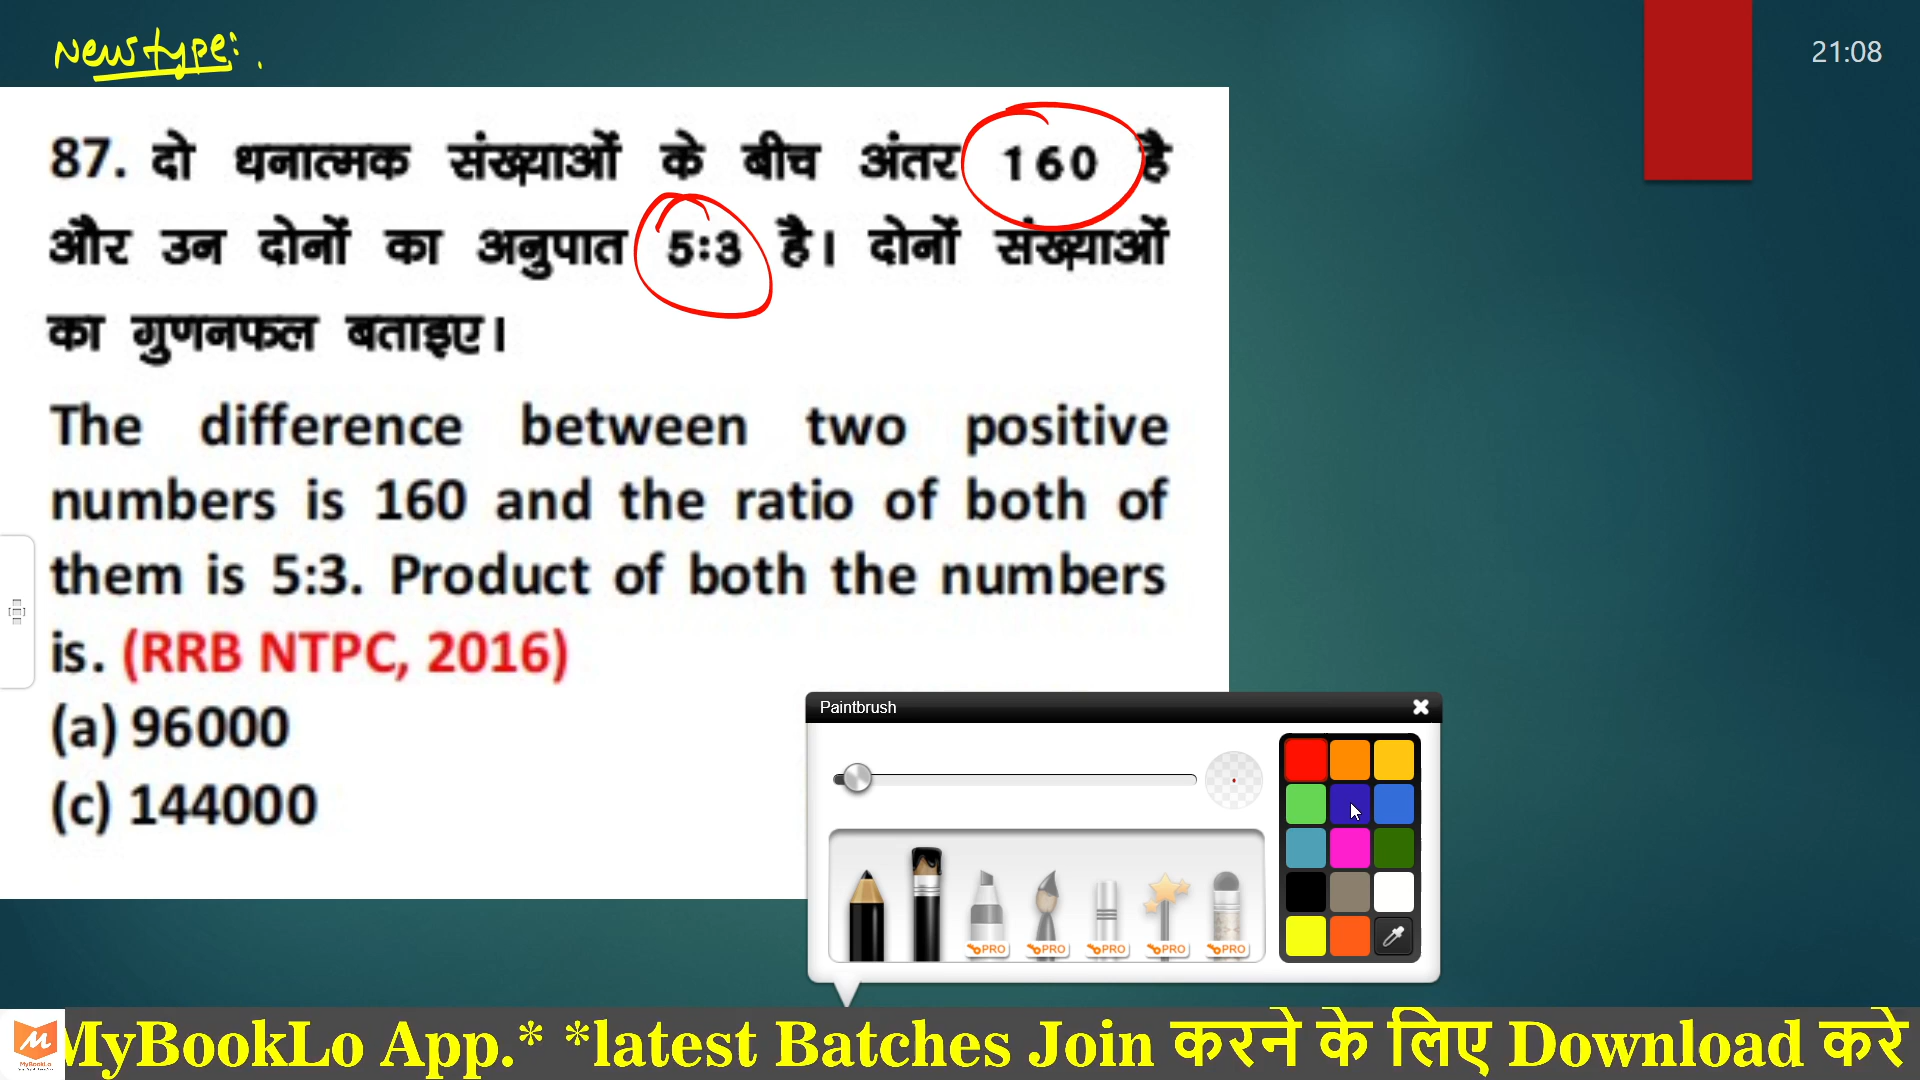 News type:.
21:08
87. दो धनात्मक संख्याओं के बीच अंतर 160 है
और उन दोनों का अनुपात 5:3 है। दोनों संख्याओं
का गुणनफल बताइए।
The difference between two positive
numbers is 160 and the ratio of both of
them is 5:3. Product of both the numbers
is. (RRB NTPC, 2016)
(a) 96000
(c) 144000
Paintbrush
PRO PRO PRO PRO PRO
MyBookLo App.* *latest Batches Join करने के लिए Download करे
MyBookLo